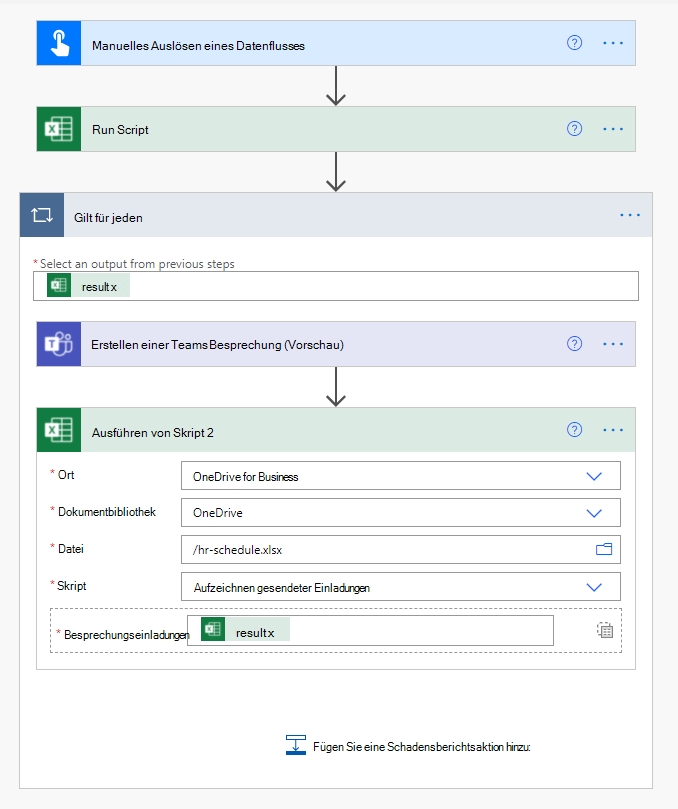 Manuelles Auslösen eines Datenflusses
Run Script
Gilt für jeden
* Select an output from previous steps
result x
Erstellen einer Teams Besprechung (Vorschau)
Ausführen von Skript 2
* Ort
OneDrive for Business
* Dokumentbibliothek
OneDrive
* Datei
/hr-schedule.xlsx
* Skript
Aufzeichnen gesendeter Einladungen
* Besprechungseinladungen
result x
Fügen Sie eine Schadensberichtsaktion hinzu: